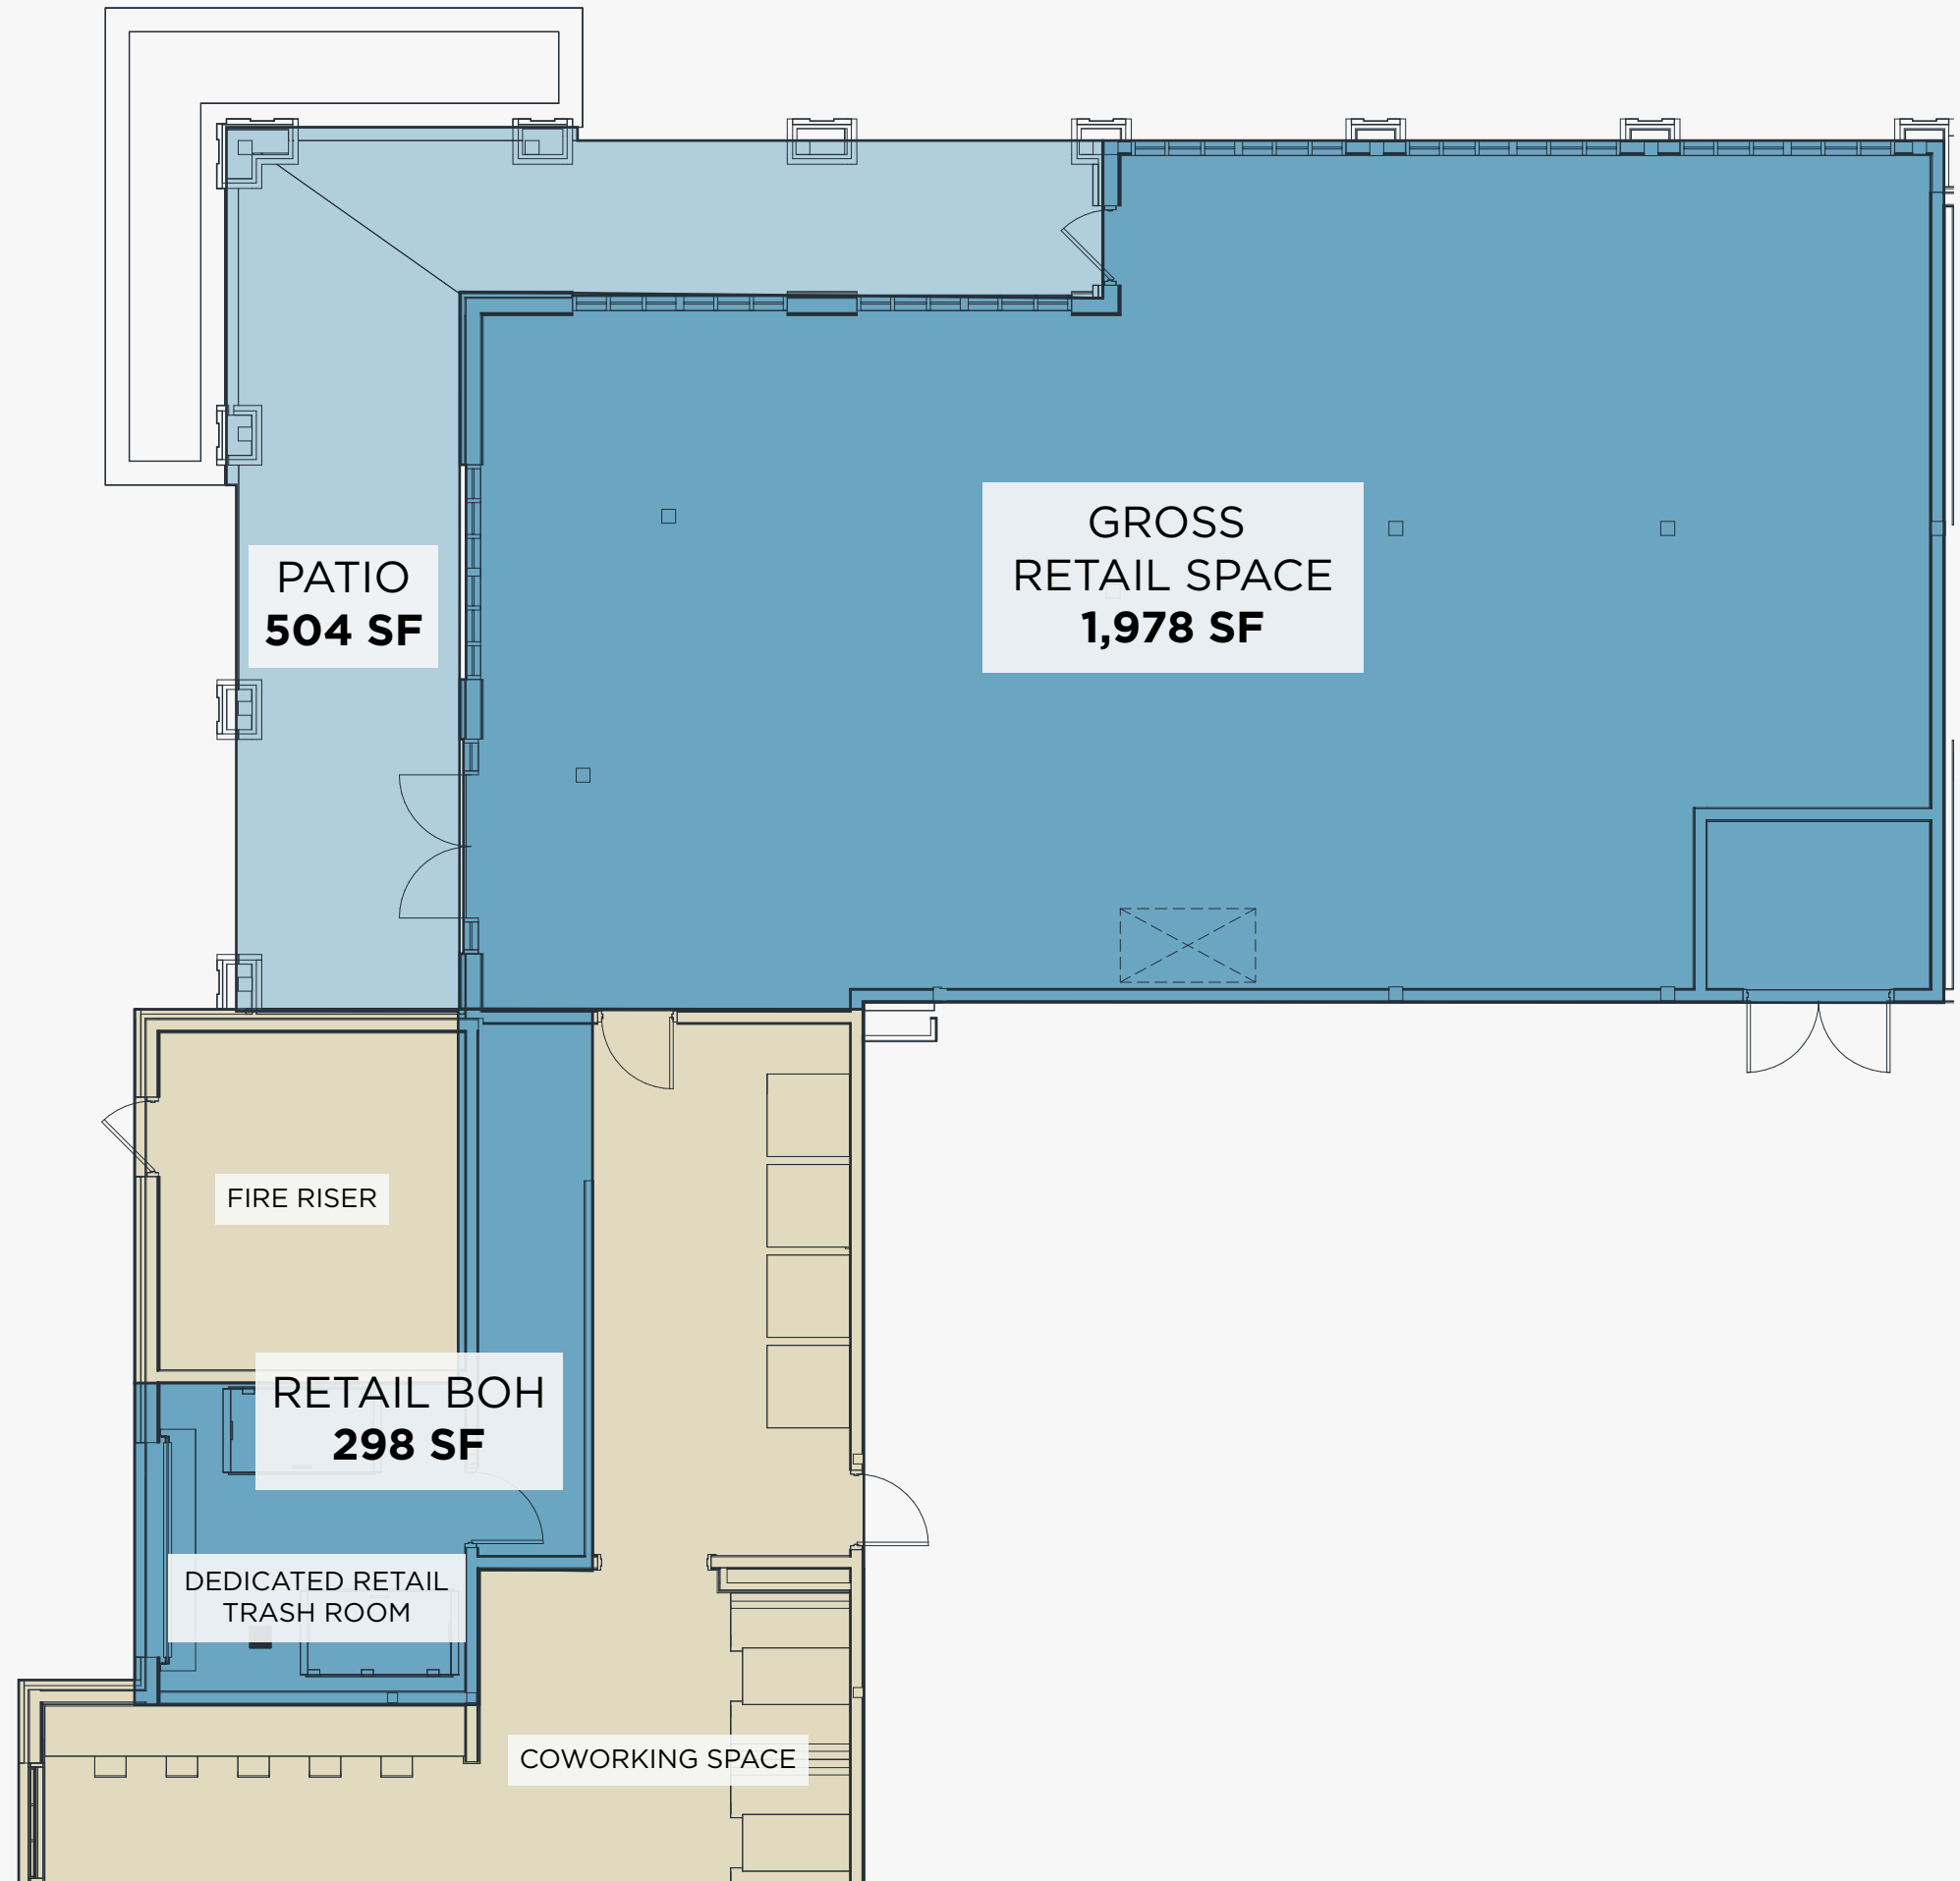 GROSS
RETAIL SPACE
1,978 SF
PATIO
504 SF
FIRE RISER
RETAIL BOH
298 SF
DEDICATED RETAIL
TRASH ROOM
COWORKING SPACE